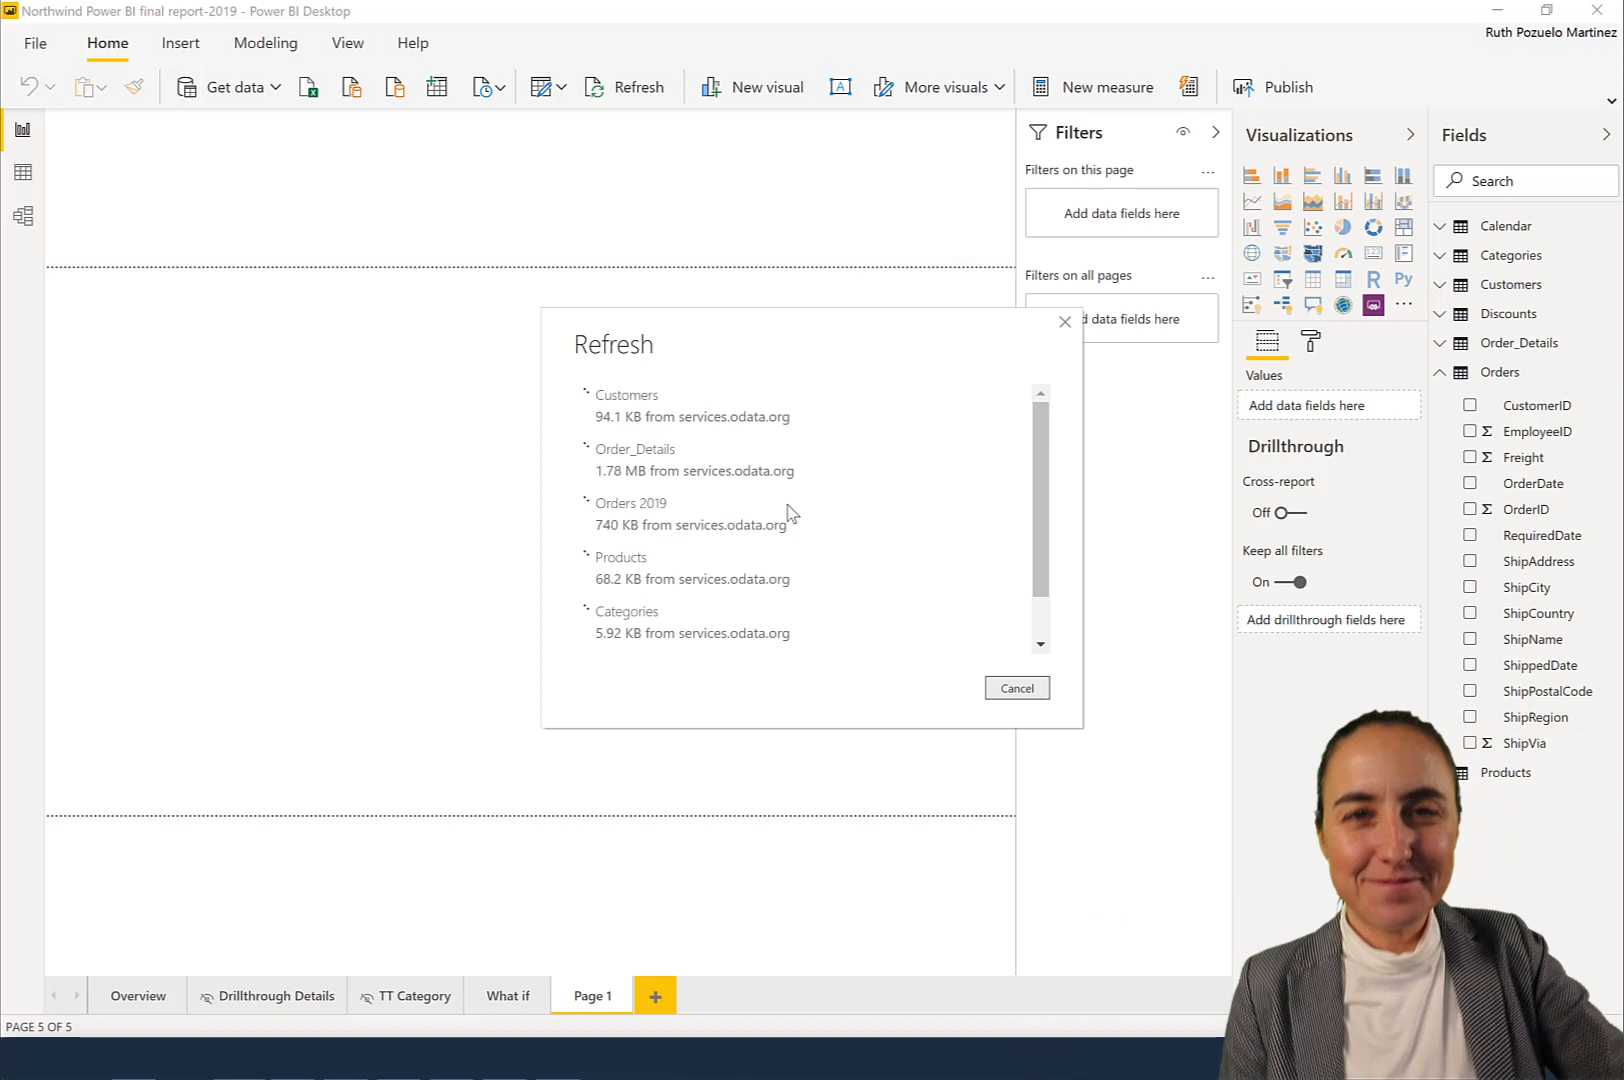 Northwind Power BI final report-2019 - Power BI Desktop
Ruth Pozuelo Martinez
File Home Insert Modeling View Help
Get data Refresh New visual A More visuals New measure Publish
Filters
Filters on this page
...
Add data fields here
Filters on all pages
...
d data fields here
Refresh
Customers
94.1 KB from services.odata.org
Order_Details
1.78 MB from services.odata.org
Orders 2019
740 KB from services.odata.org
Products
68.2 KB from services.odata.org
Categories
5.92 KB from services.odata.org
Cancel
Visualizations
R Py
...
Values
Add data fields here
Drillthrough
Cross-report
Off
Keep all filters
On
Add drillthrough fields here
Fields
Search
Calendar
Categories
Customers
Discounts
Order_Details
Orders
CustomerID
Σ EmployeeID
Σ Freight
OrderDate
Σ OrderID
RequiredDate
ShipAddress
ShipCity
ShipCountry
ShipName
ShippedDate
ShipPostalCode
ShipRegion
Σ ShipVia
Products
Overview Drillthrough Details TT Category What if Page 1 +
PAGE 5 OF 5